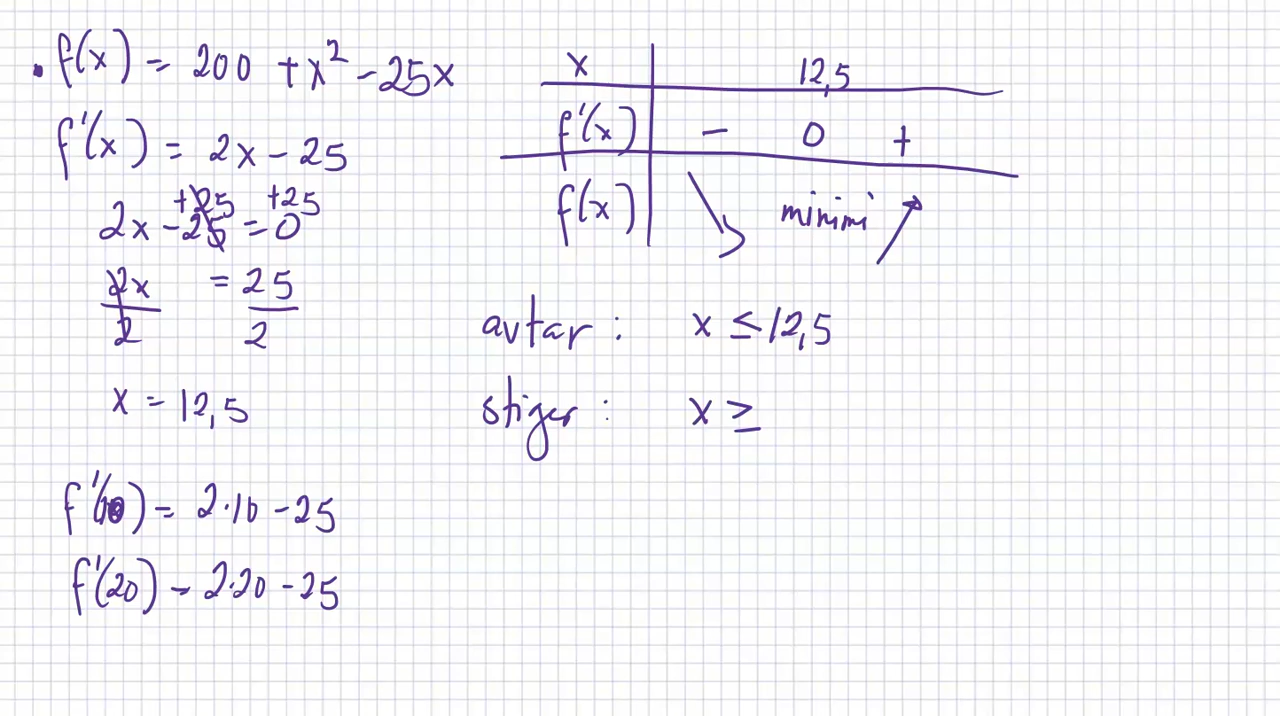 f(x) = 200 + x² - 25x
f'(x) = 2x - 25
+25 +25
2x - 25 = 0
2x = 25
2 2
x = 12,5
f'(10) = 2·10 - 25
f'(20) = 2·20 - 25
x 12,5
f'(x) - 0 +
f(x) minimi
avtar : x ≤ 12,5
stiger : x ≥